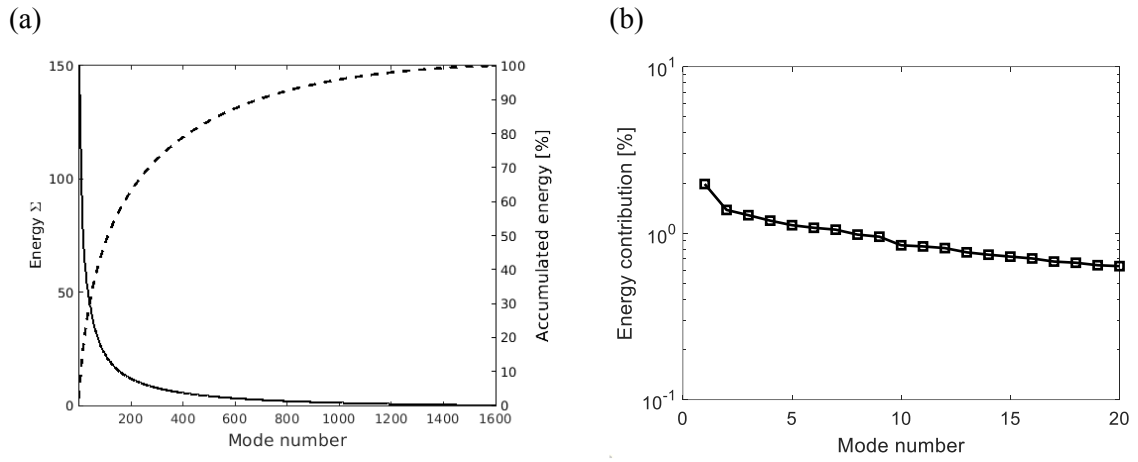 (a)
(b)
150
100
50
0
Energy Σ
100
90
80
70
60
50
40
30
20
10
0
Accumulated energy [%]
200 400 600 800 1000 1200 1400 1600
Mode number
10^1
10^0
10^-1
Energy contribution [%]
0 5 10 15 20
Mode number